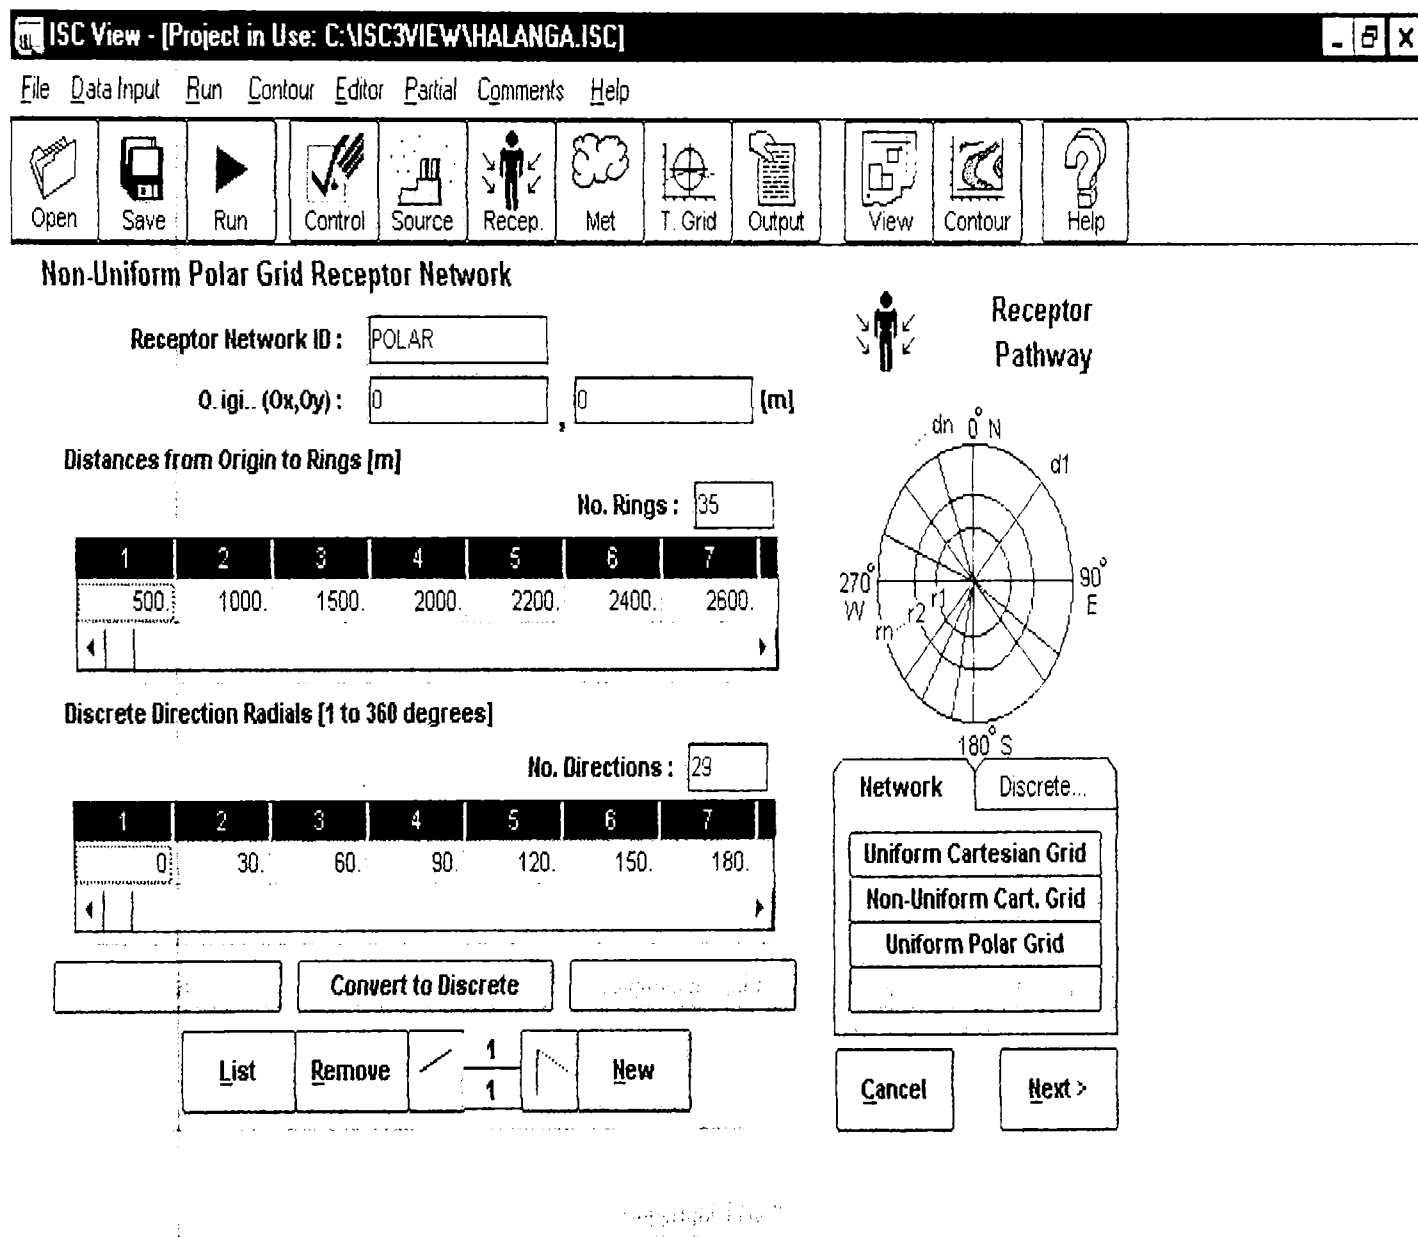 ISC View - [Project in Use: C:\ISC3VIEW\HALANGA.ISC]
File Data Input Run Contour Editor Partial Comments Help
Open Save Run Control Source Recep. Met T. Grid Output View Contour Help
Non-Uniform Polar Grid Receptor Network
Receptor Pathway
Receptor Network ID : POLAR
O. igi.. (Ox,Oy) : 0 , 0 [m]
Distances from Origin to Rings [m]
No. Rings : 35
1 2 3 4 5 6 7
500. 1000. 1500. 2000. 2200. 2400. 2600.
dn 0° N
d1
270° W
90° E
r1
r2
rn
180° S
Discrete Direction Radials [1 to 360 degrees]
No. Directions : 29
1 2 3 4 5 6 7
0 30. 60. 90. 120. 150. 180.
Network Discrete...
Uniform Cartesian Grid
Non-Uniform Cart. Grid
Uniform Polar Grid
Convert to Discrete
List Remove 1 1 New
Cancel Next >